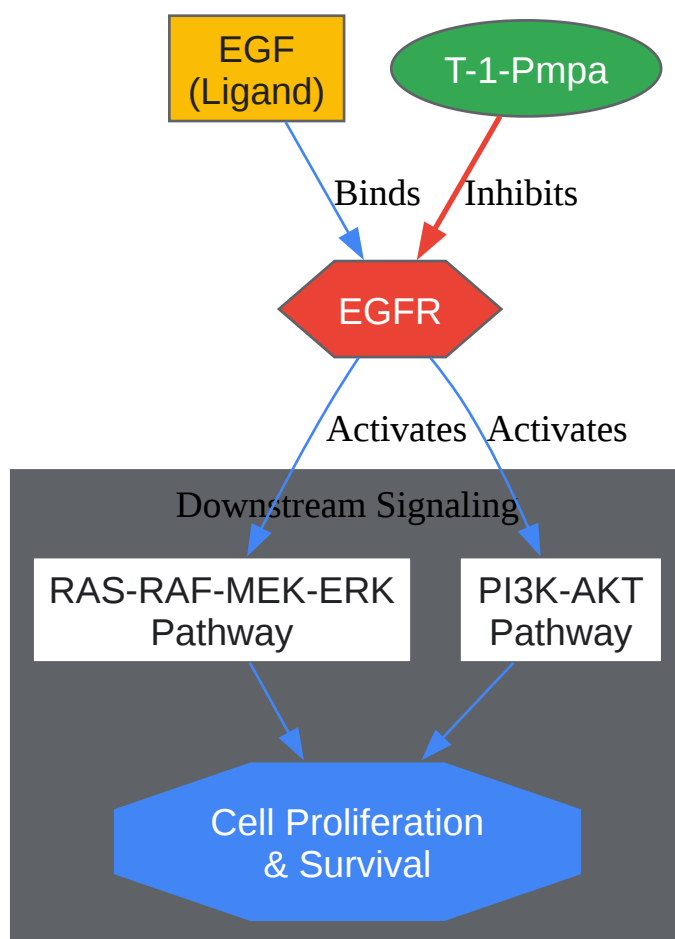 EGF
(Ligand)
T-1-Pmpa
Binds
Inhibits
EGFR
Activates
Activates
Downstream Signaling
RAS-RAF-MEK-ERK
Pathway
PI3K-AKT
Pathway
Cell Proliferation
& Survival